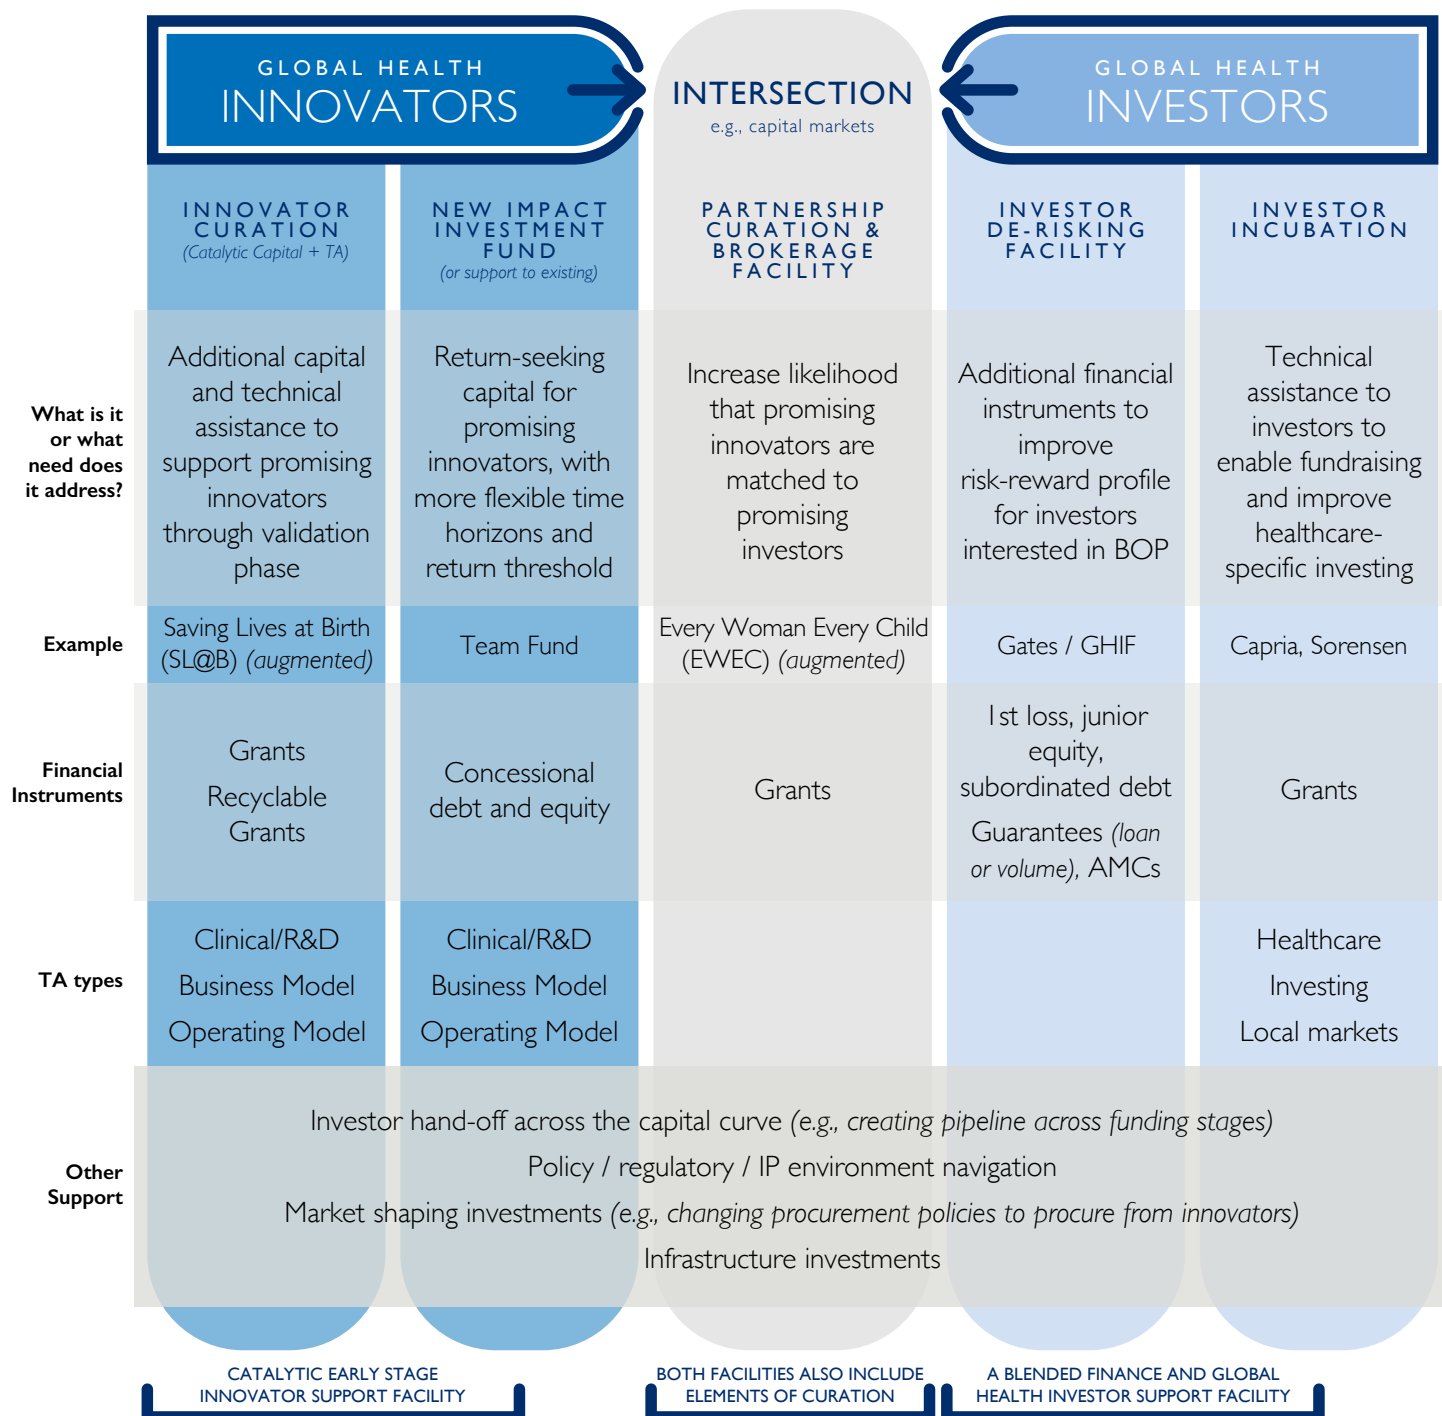 GLOBAL HEALTH
INNOVATORS
INTERSECTION
e.g., capital markets
GLOBAL HEALTH
INVESTORS
INNOVATOR
CURATION
(Catalytic Capital + TA)
NEW IMPACT
INVESTMENT
FUND
(or support to existing)
PARTNERSHIP
CURATION &
BROKERAGE
FACILITY
INVESTOR
DE-RISKING
FACILITY
INVESTOR
INCUBATION
What is it
or what
need does
it address?
Additional capital
and technical
assistance to
support promising
innovators
through validation
phase
Return-seeking
capital for
promising
innovators, with
more flexible time
horizons and
return threshold
Increase likelihood
that promising
innovators are
matched to
promising
investors
Additional financial
instruments to
improve
risk-reward profile
for investors
interested in BOP
Technical
assistance to
investors to
enable fundraising
and improve
healthcare-
specific investing
Example
Saving Lives at Birth
(SL@B) (augmented)
Team Fund
Every Woman Every Child
(EWEC) (augmented)
Gates / GHIF
Capria, Sorensen
Financial
Instruments
Grants
Recyclable
Grants
Concessional
debt and equity
Grants
1st loss, junior
equity,
subordinated debt
Guarantees (loan
or volume), AMCs
Grants
TA types
Clinical/R&D
Business Model
Operating Model
Clinical/R&D
Business Model
Operating Model
Healthcare
Investing
Local markets
Other
Support
Investor hand-off across the capital curve (e.g., creating pipeline across funding stages)
Policy / regulatory / IP environment navigation
Market shaping investments (e.g., changing procurement policies to procure from innovators)
Infrastructure investments
CATALYTIC EARLY STAGE
INNOVATOR SUPPORT FACILITY
BOTH FACILITIES ALSO INCLUDE
ELEMENTS OF CURATION
A BLENDED FINANCE AND GLOBAL
HEALTH INVESTOR SUPPORT FACILITY